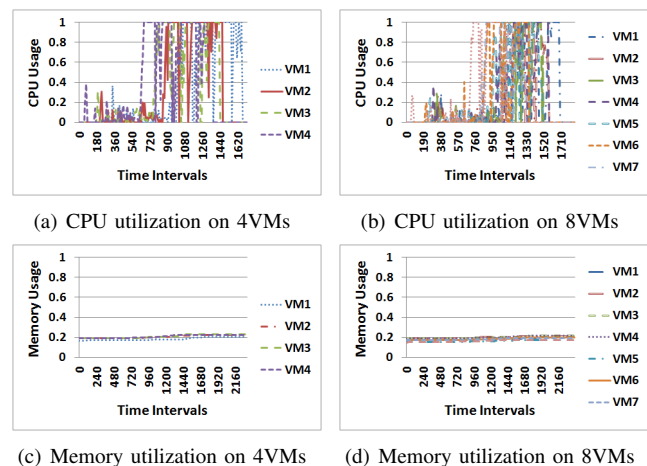 CPU Usage
1
0.8
0.6
0.4
0.2
0
0
180
360
540
720
900
1080
1260
1440
1620
Time Intervals
VM1
VM2
VM3
VM4
(a) CPU utilization on 4VMs
CPU Usage
1
0.8
0.6
0.4
0.2
0
0
190
380
570
760
950
1140
1330
1520
1710
Time Intervals
VM1
VM2
VM3
VM4
VM5
VM6
VM7
(b) CPU utilization on 8VMs
Memory Usage
1
0.8
0.6
0.4
0.2
0
0
240
480
720
960
1200
1440
1680
1920
2160
Time Intervals
VM1
VM2
VM3
VM4
(c) Memory utilization on 4VMs
Memory Usage
1
0.8
0.6
0.4
0.2
0
0
240
480
720
960
1200
1440
1680
1920
2160
Time Intervals
VM1
VM2
VM3
VM4
VM5
VM6
VM7
(d) Memory utilization on 8VMs